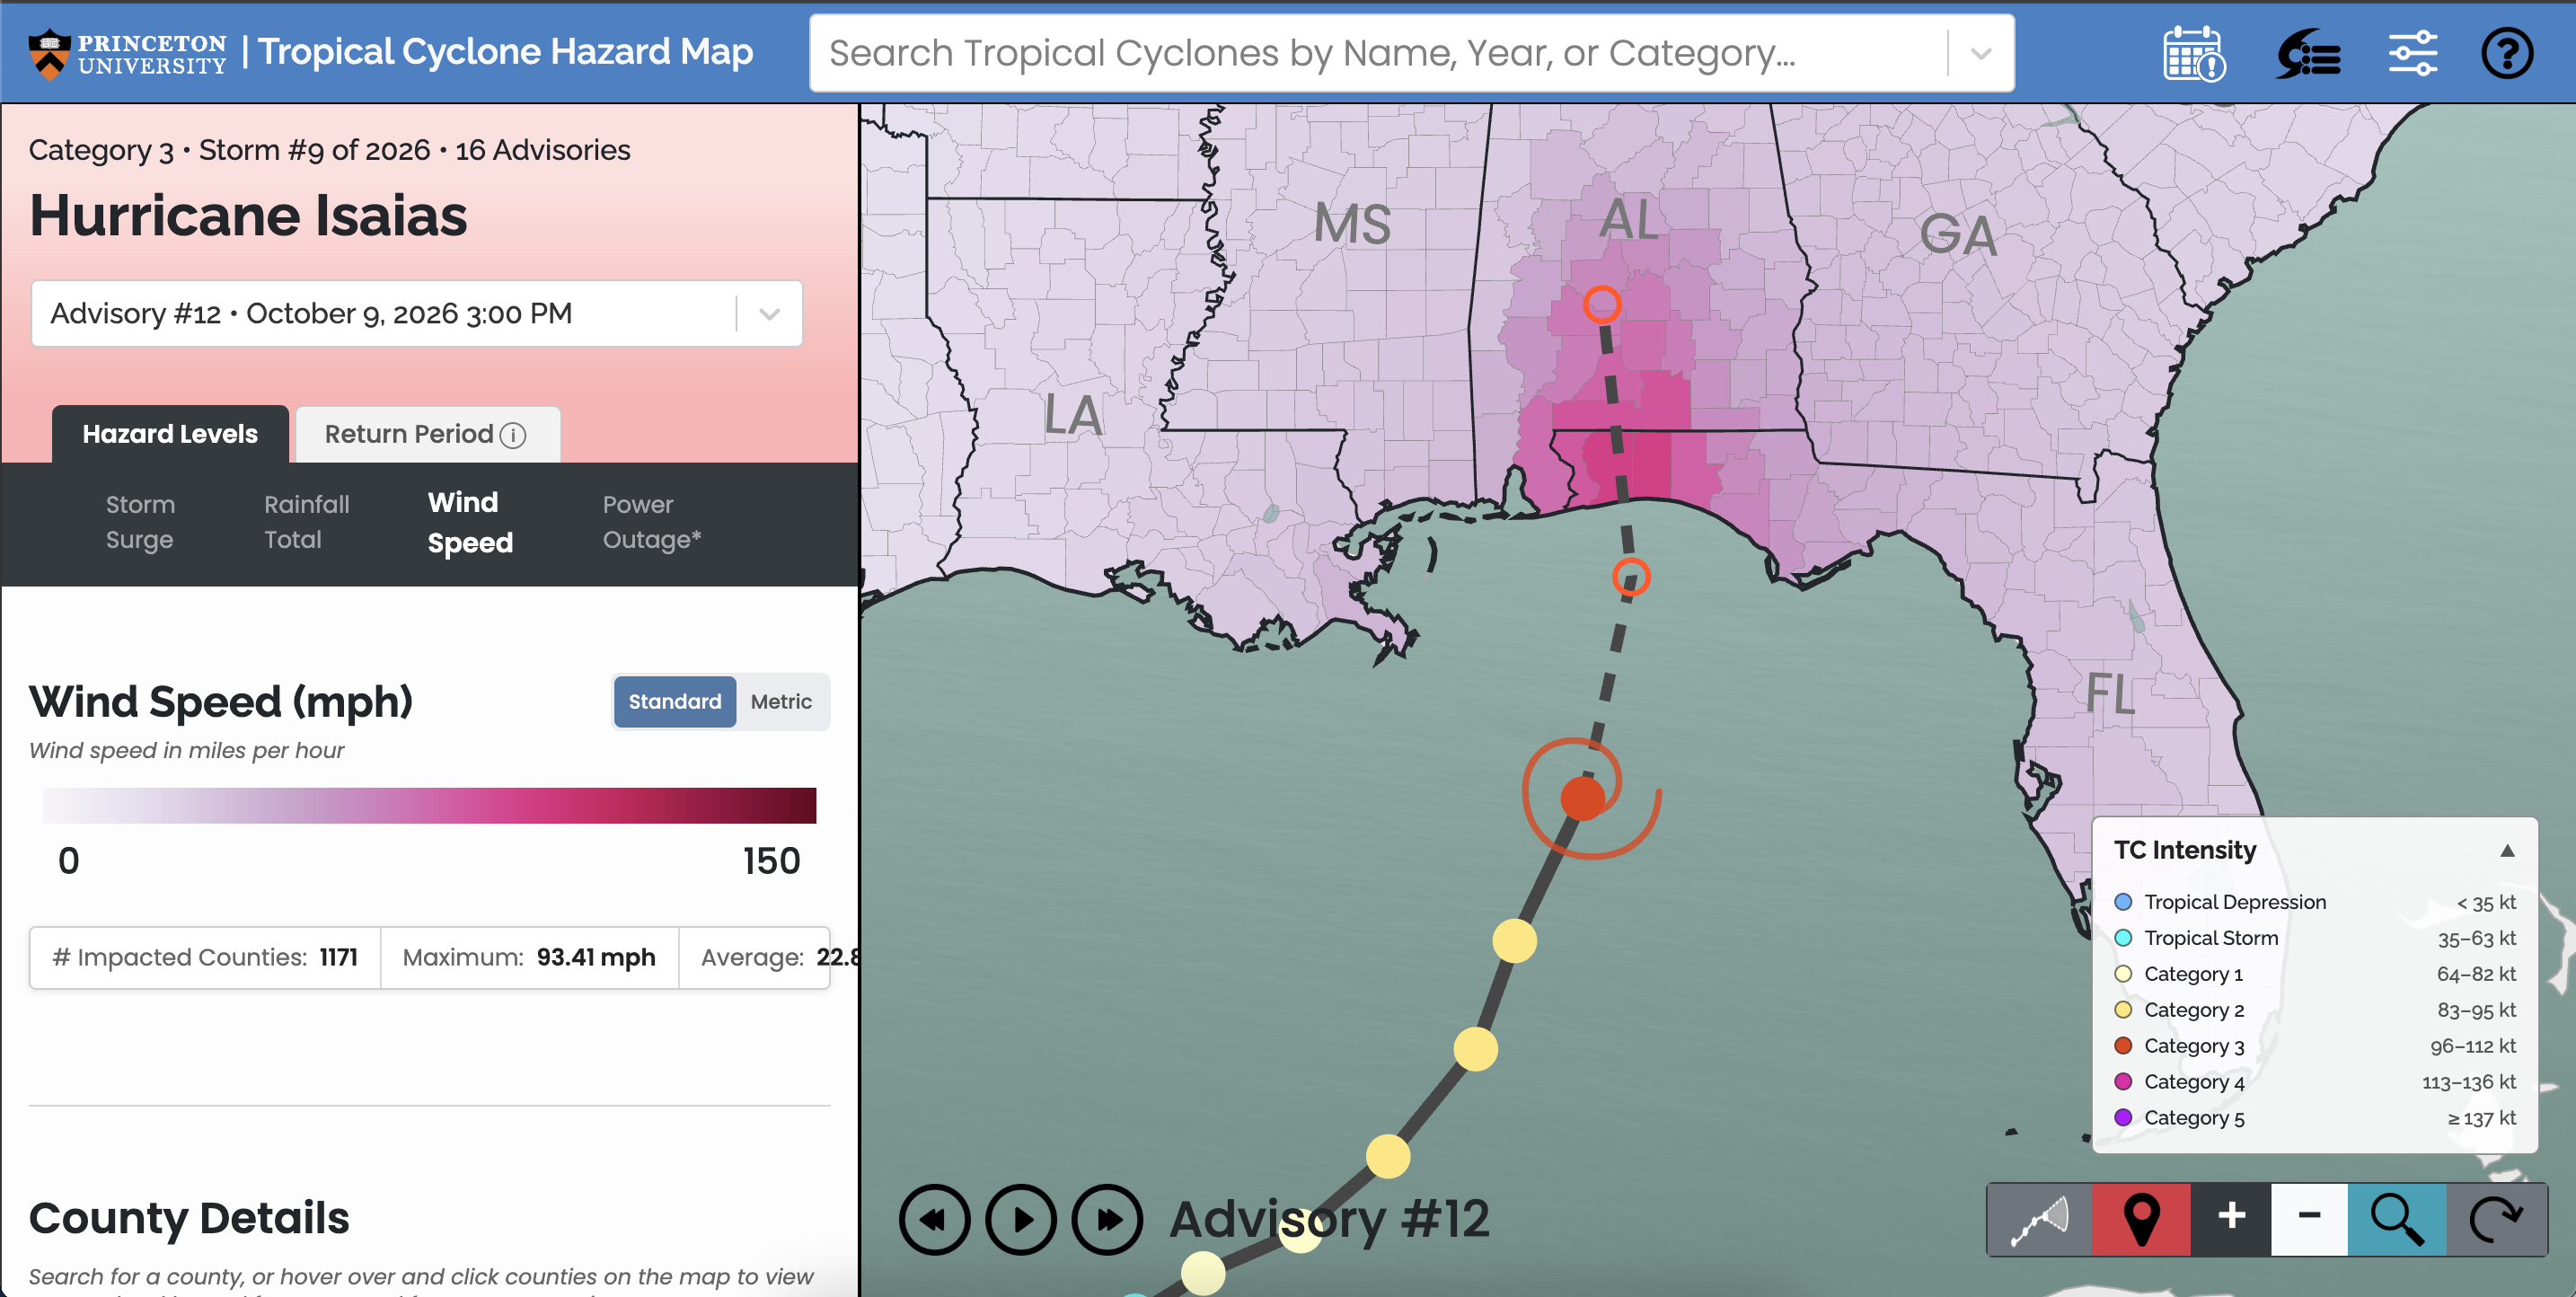 PRINCETON
UNIVERSITY
| Tropical Cyclone Hazard Map
Search Tropical Cyclones by Name, Year, or Category...
Category 3 • Storm #9 of 2026 • 16 Advisories
Hurricane Isaias
Advisory #12 • October 9, 2026 3:00 PM
Hazard Levels
Return Period
Storm
Surge
Rainfall
Total
Wind
Speed
Power
Outage*
Wind Speed (mph)
Standard
Metric
Wind speed in miles per hour
0
150
# Impacted Counties: 1171
Maximum: 93.41 mph
Average: 22.8
County Details
Search for a county, or hover over and click counties on the map to view
MS
AL
GA
LA
FL
TC Intensity
Tropical Depression < 35 kt
Tropical Storm 35–63 kt
Category 1 64–82 kt
Category 2 83–95 kt
Category 3 96–112 kt
Category 4 113–136 kt
Category 5 ≥ 137 kt
Advisory #12